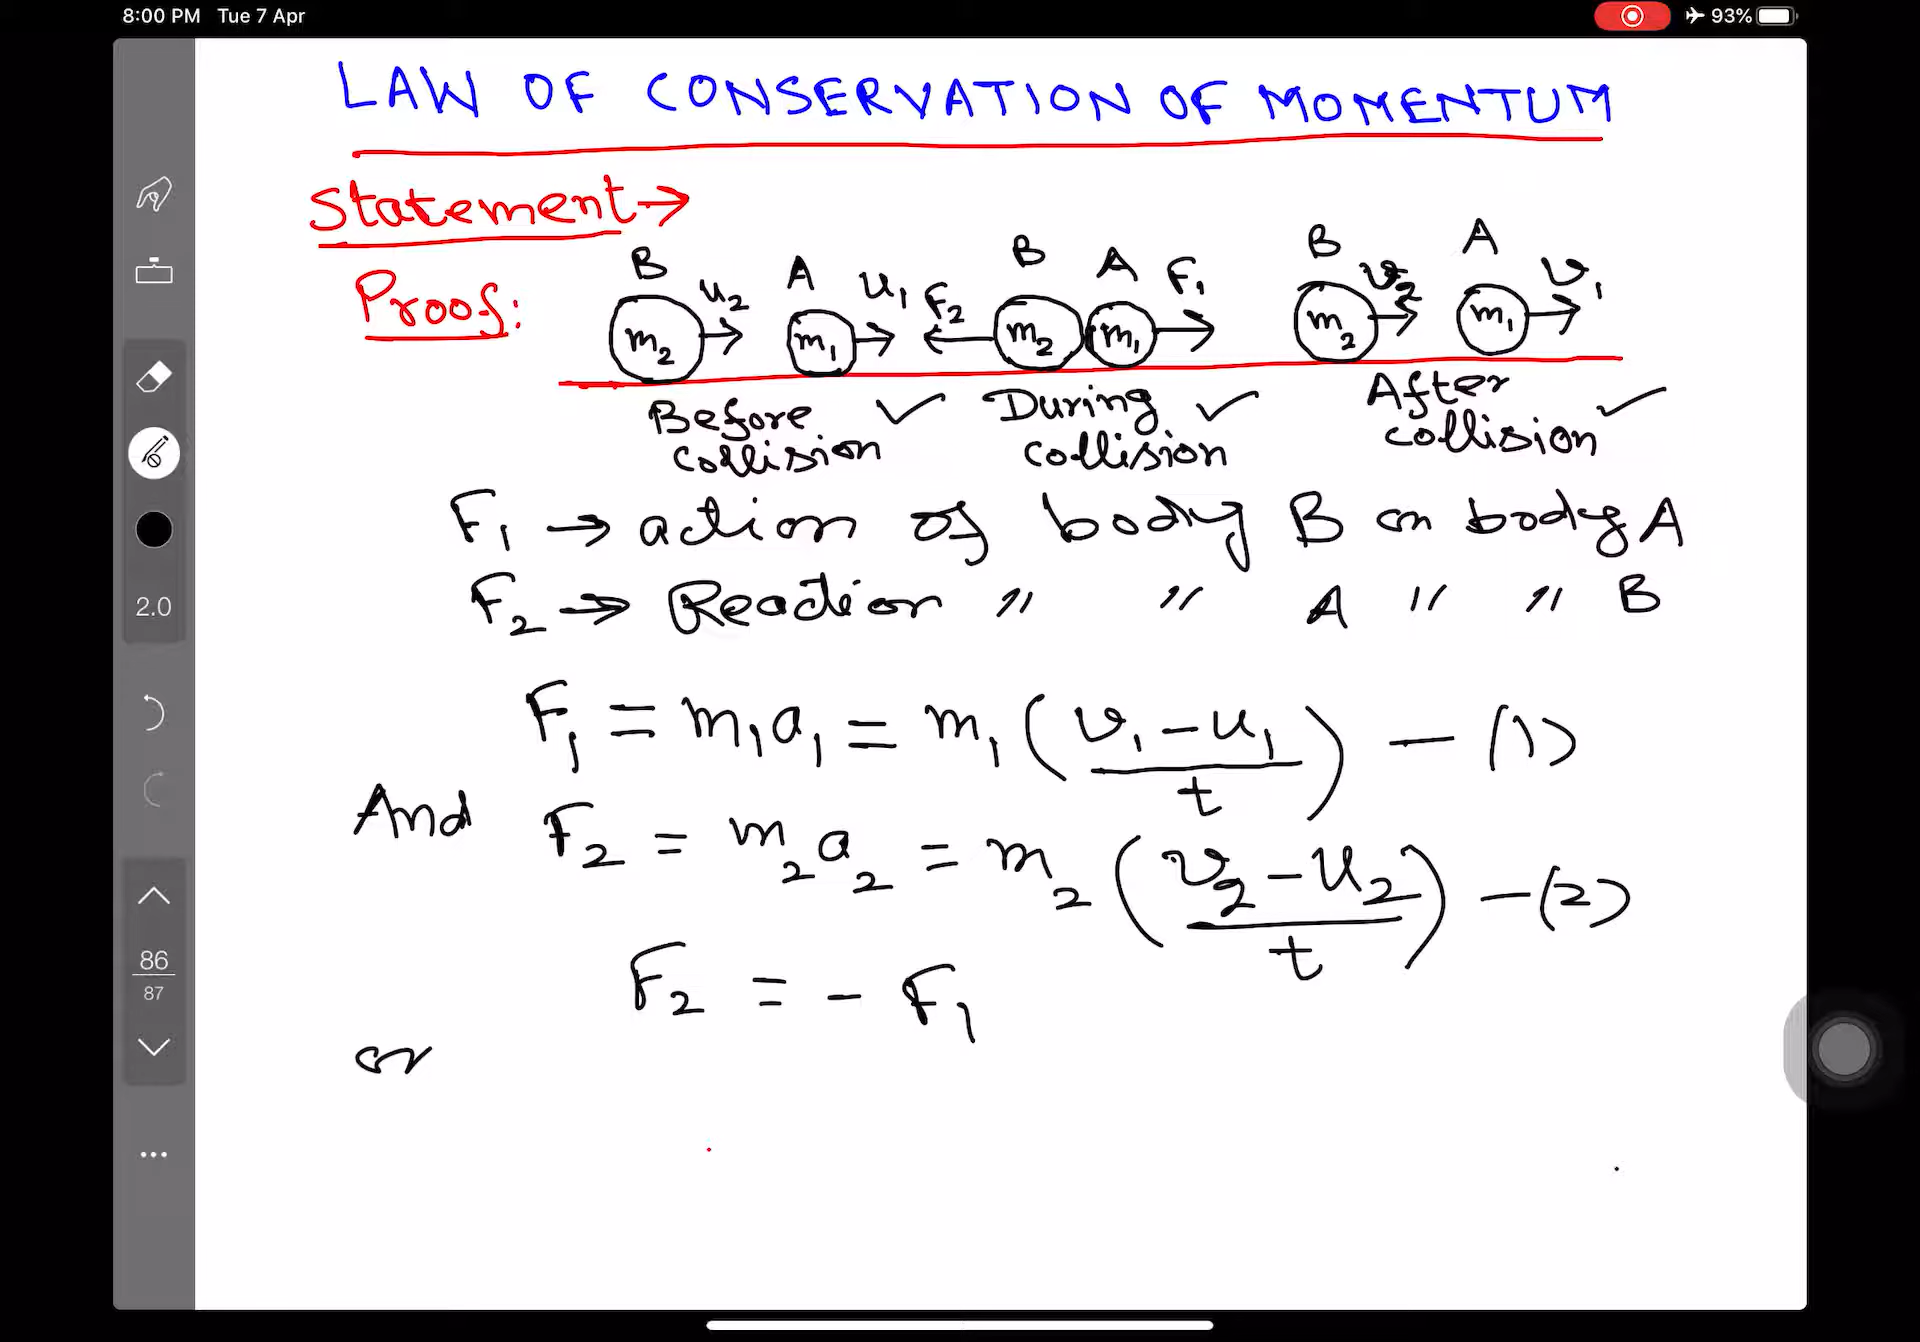 8:00 PM Tue 7 Apr 93%
LAW OF CONSERVATION OF MOMENTUM
Statement→
Proof:
B u₂ A u₁ F₂ B A F₁ B v₂ A v₁
m₂ m₁ m₂ m₁ m₂ m₁
Before collision ✓ During collision ✓ After collision ✓
F₁ → action of body B on body A
F₂ → Reaction " " A " " B
F₁ = m₁a₁ = m₁(v₁-u₁/t) - (1)
And F₂ = m₂a₂ = m₂(v₂-u₂/t) - (2)
F₂ = - F₁
or
2.0
86
87